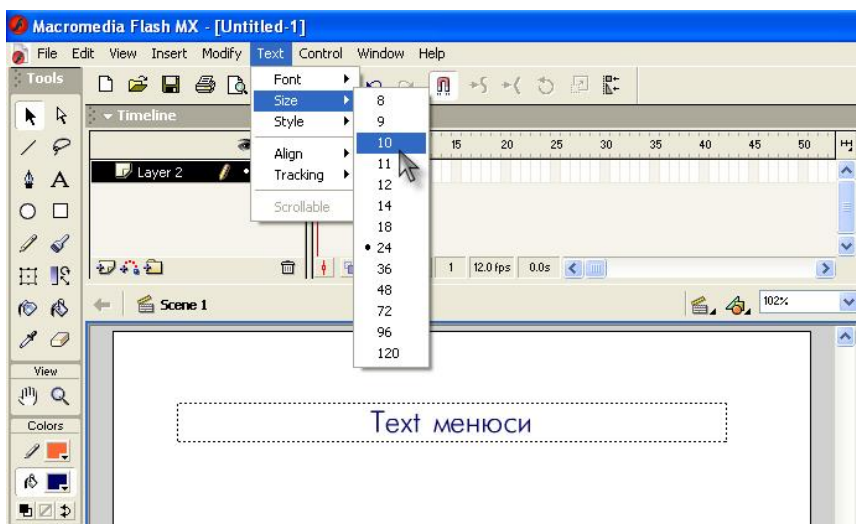 Macromedia Flash MX - [Untitled-1]
File Edit View Insert Modify Text Control Window Help
Tools
Font
Size
Style
Align
Tracking
Scrollable
8
9
10
11
12
14
18
24
36
48
72
96
120
Timeline
15 20 25 30 35 40 45 50
Layer 2
1 12.0 fps 0.0s
Scene 1
102%
View
Colors
Text менюси